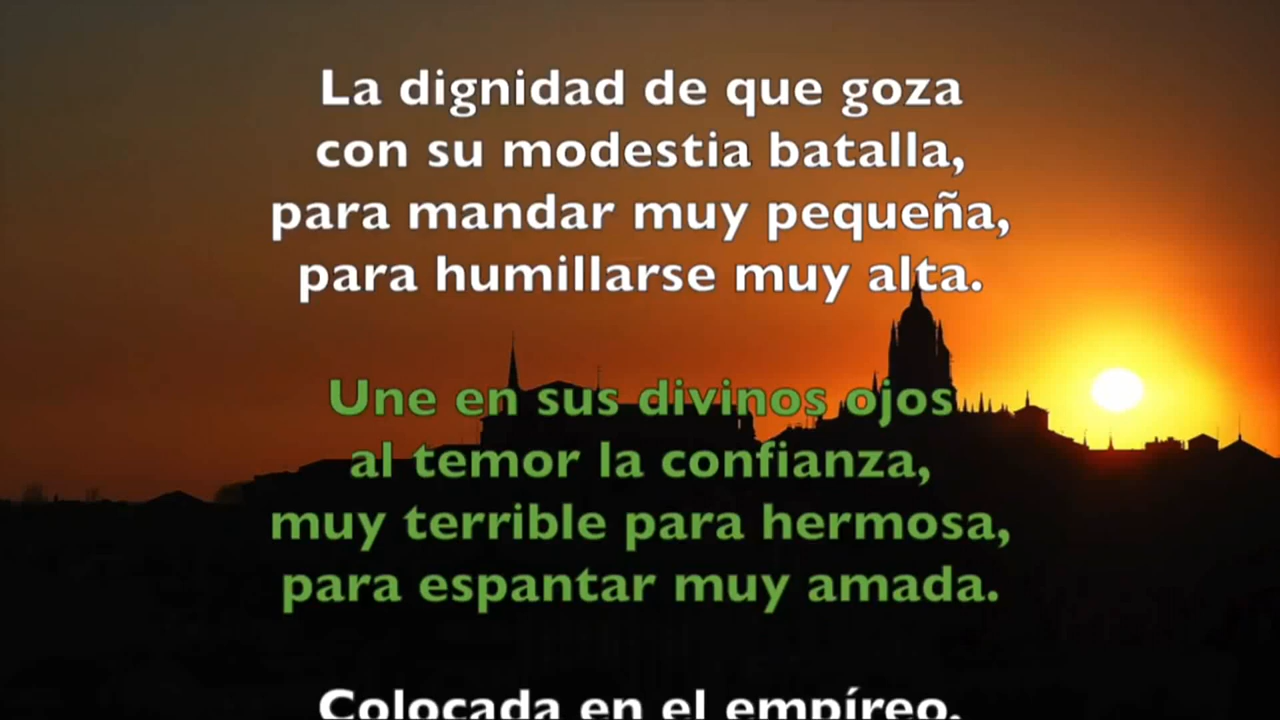 La dignidad de que goza
con su modestia batalla,
para mandar muy pequeña,
para humillarse muy alta.
Une en sus divinos ojos
al temor la confianza,
muy terrible para hermosa,
para espantar muy amada.
Colocada en el empíreo,